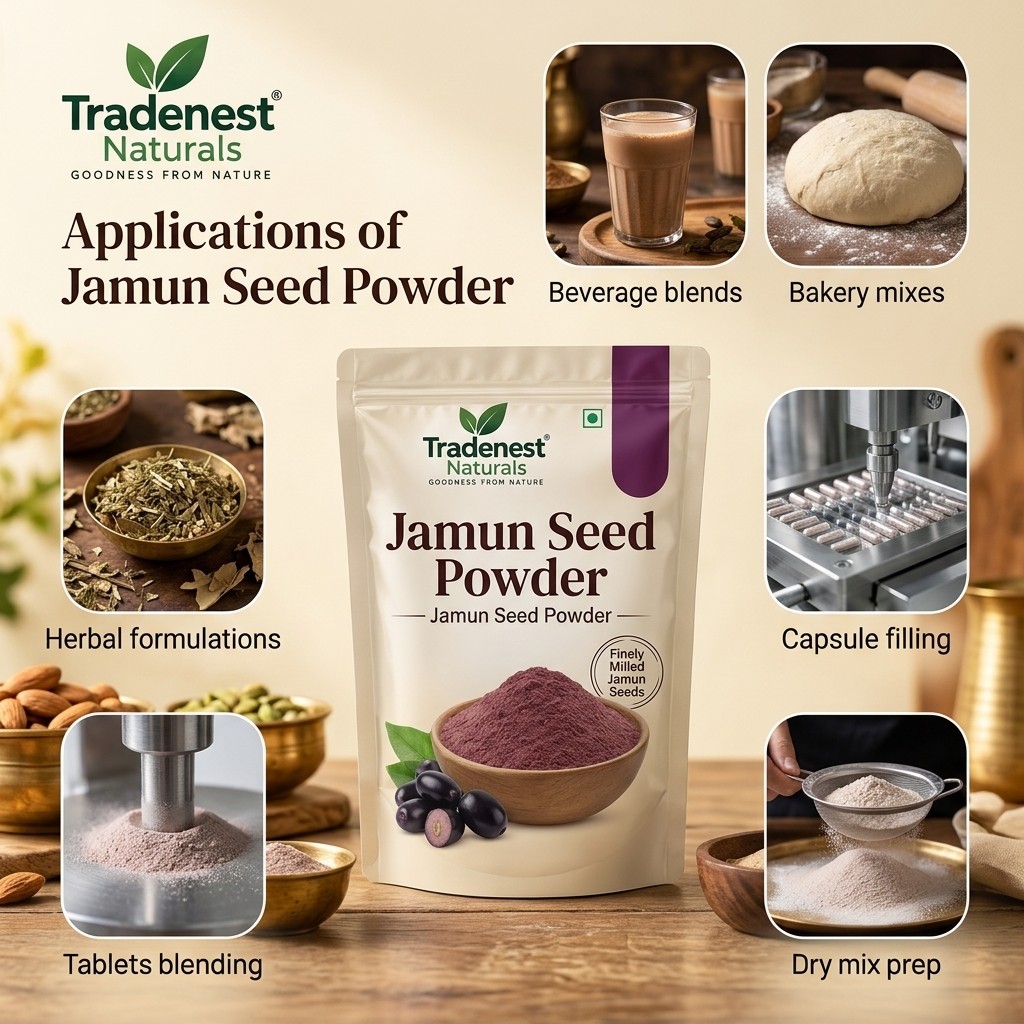 Tradenest®
Naturals
GOODNESS FROM NATURE
Applications of
Jamun Seed Powder
Beverage blends
Bakery mixes
Tradenest®
Naturals
GOODNESS FROM NATURE
Jamun Seed
Powder
Jamun Seed Powder
Finely
Milled
Jamun
Seeds
Herbal formulations
Capsule filling
Tablets blending
Dry mix prep